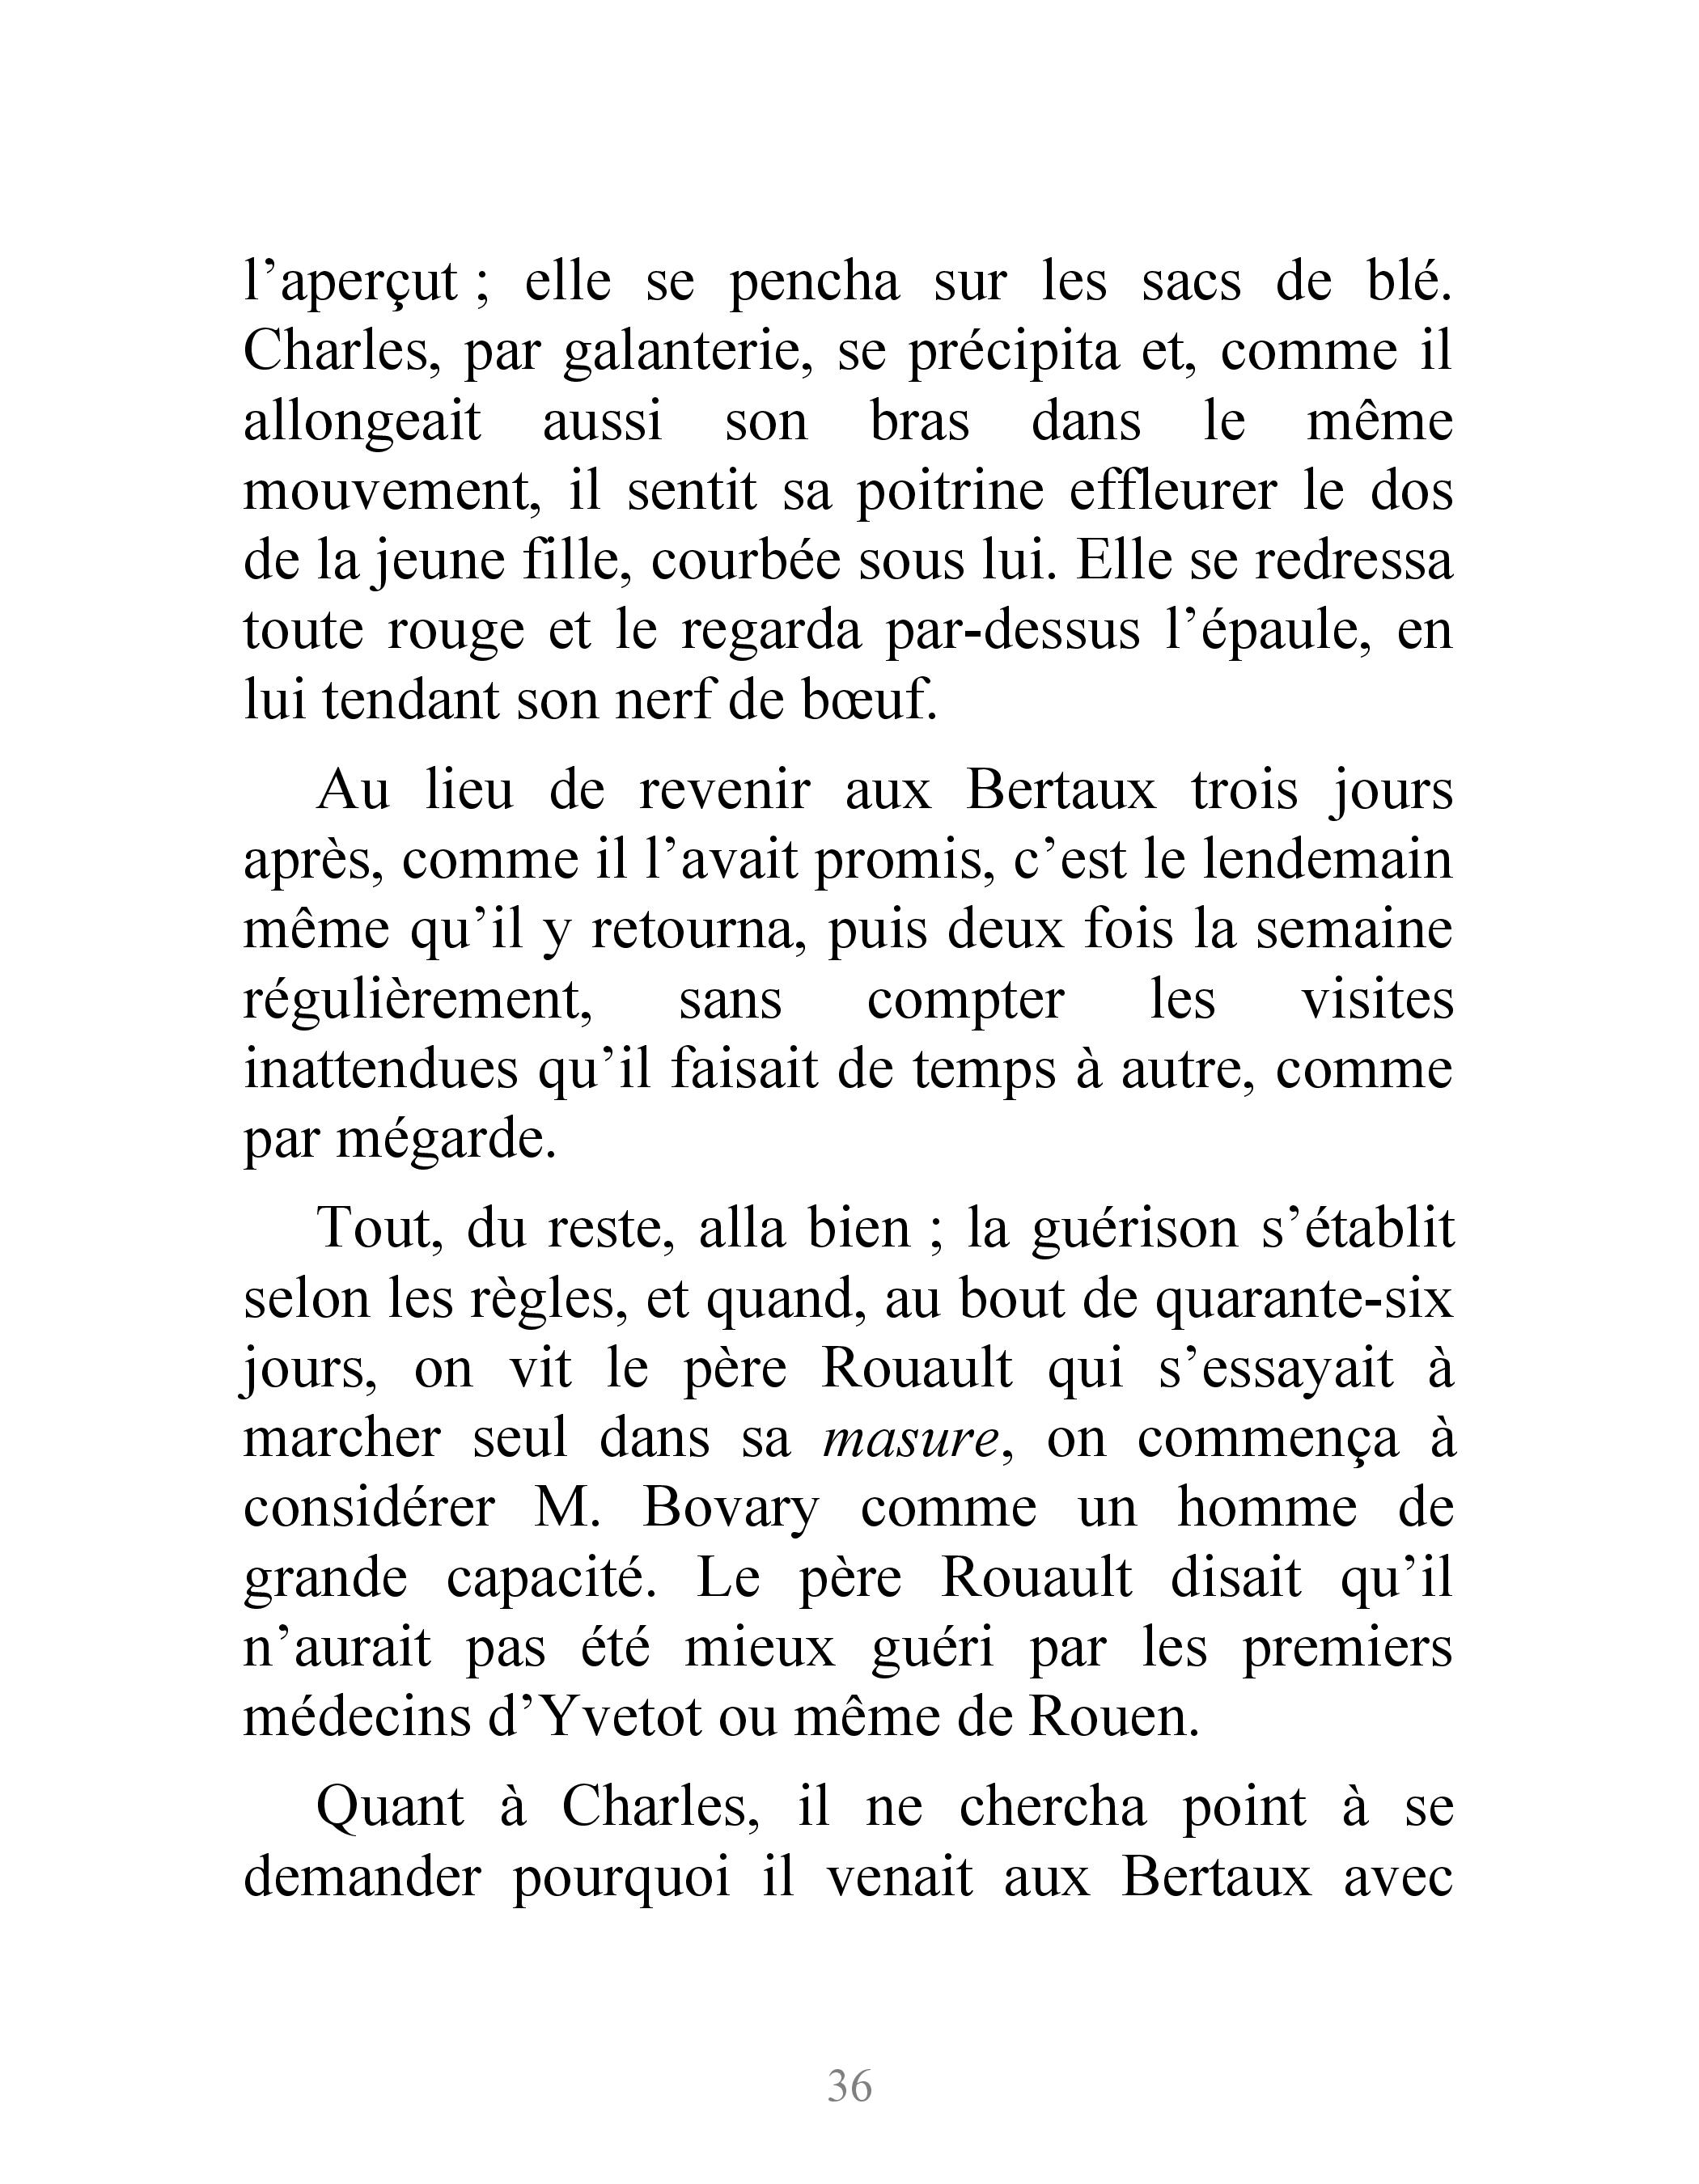 l’aperçut ; elle se pencha sur les sacs de blé.
Charles, par galanterie, se précipita et, comme il
allongeait aussi son bras dans le même
mouvement, il sentit sa poitrine effleurer le dos
de la jeune fille, courbée sous lui. Elle se redressa
toute rouge et le regarda par-dessus l’épaule, en
lui tendant son nerf de bœuf.
Au lieu de revenir aux Bertaux trois jours
après, comme il l’avait promis, c’est le lendemain
même qu’il y retourna, puis deux fois la semaine
régulièrement, sans compter les visites
inattendues qu’il faisait de temps à autre, comme
par mégarde.
Tout, du reste, alla bien ; la guérison s’établit
selon les règles, et quand, au bout de quarante-six
jours, on vit le père Rouault qui s’essayait à
marcher seul dans sa masure, on commença à
considérer M. Bovary comme un homme de
grande capacité. Le père Rouault disait qu’il
n’aurait pas été mieux guéri par les premiers
médecins d’Yvetot ou même de Rouen.
Quant à Charles, il ne chercha point à se
demander pourquoi il venait aux Bertaux avec
36